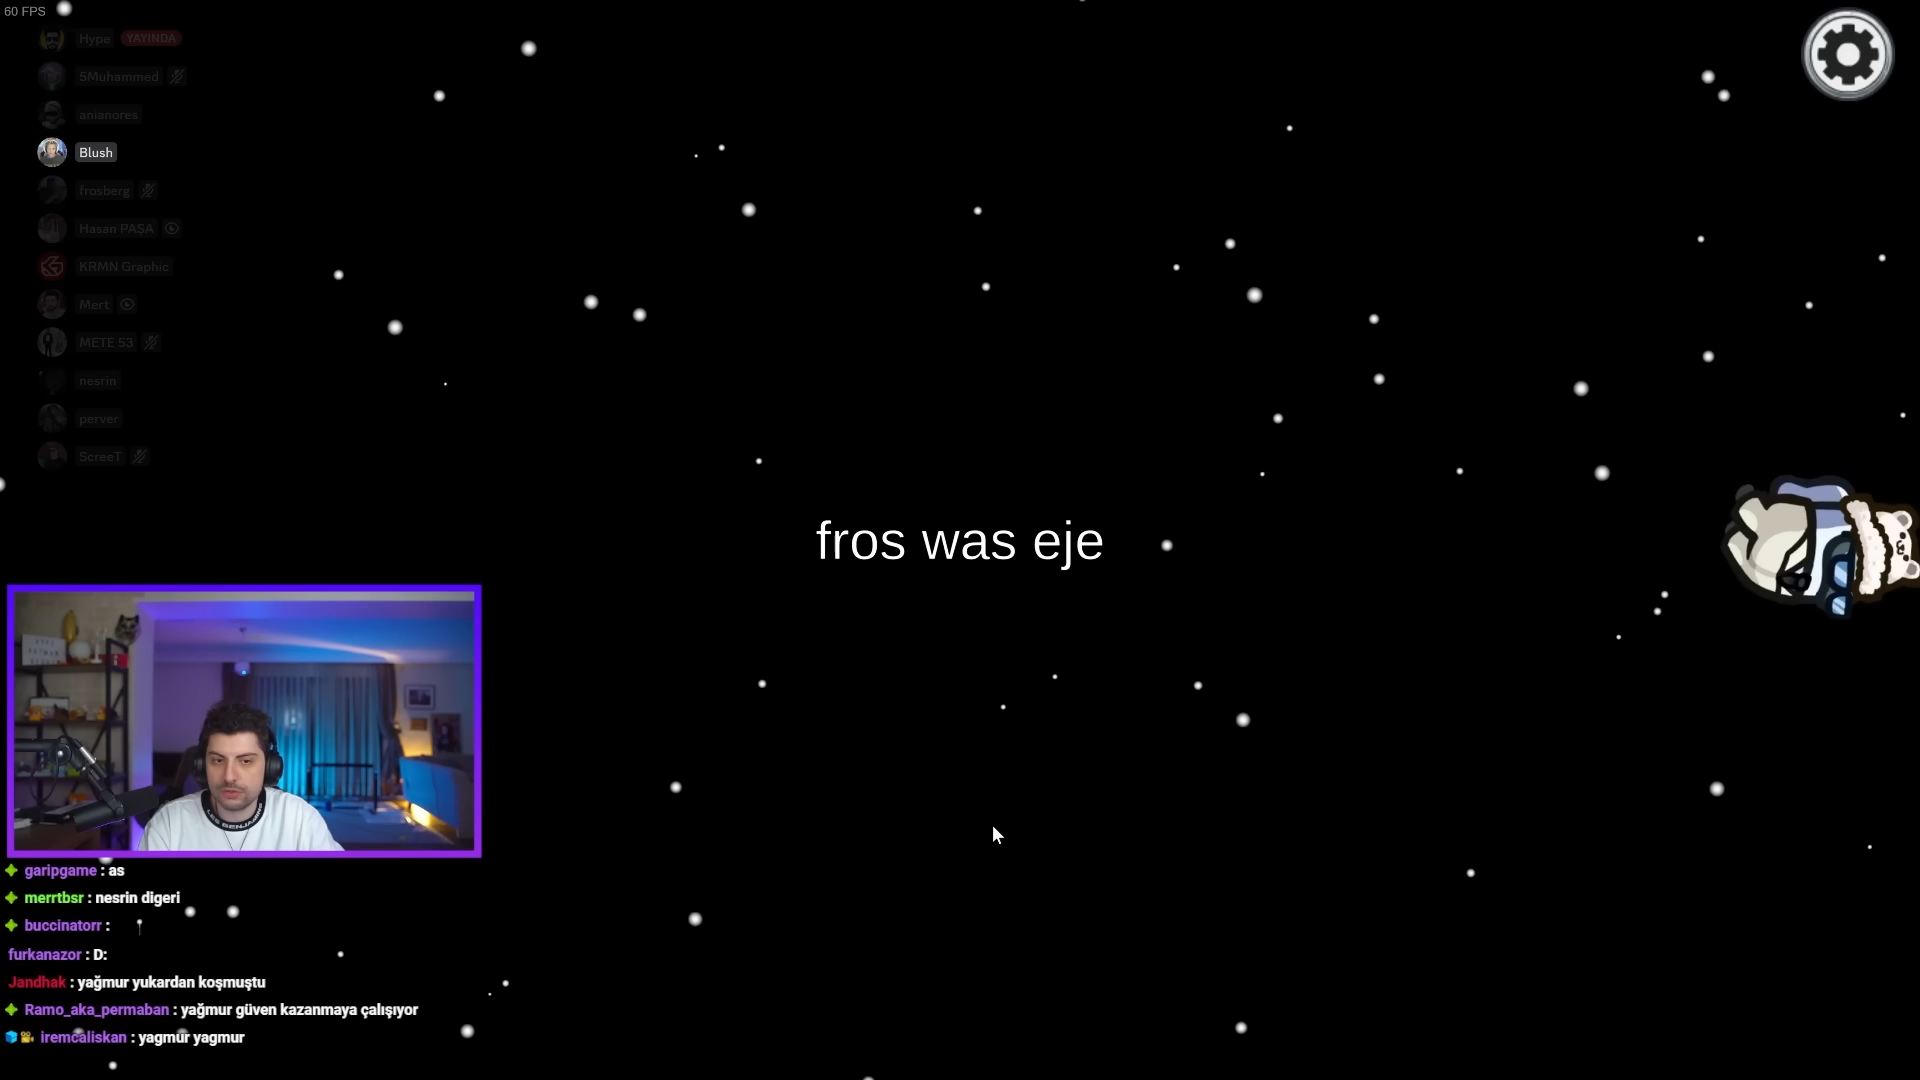 60 FPS
Hype YAYINDA
5Muhammed
anianores
Blush
frosberg
Hasan PAŞA
KRMN Graphic
Mert
METE 53
nesrin
perver
ScreeT
fros was eje
garipgame : as
merrtbsr : nesrin digeri
buccinatorr :
furkanazor : D:
Jandhak : yağmur yukardan koşmuştu
Ramo_aka_permaban : yağmur güven kazanmaya çalışıyor
iremcaliskan : yagmur yagmur